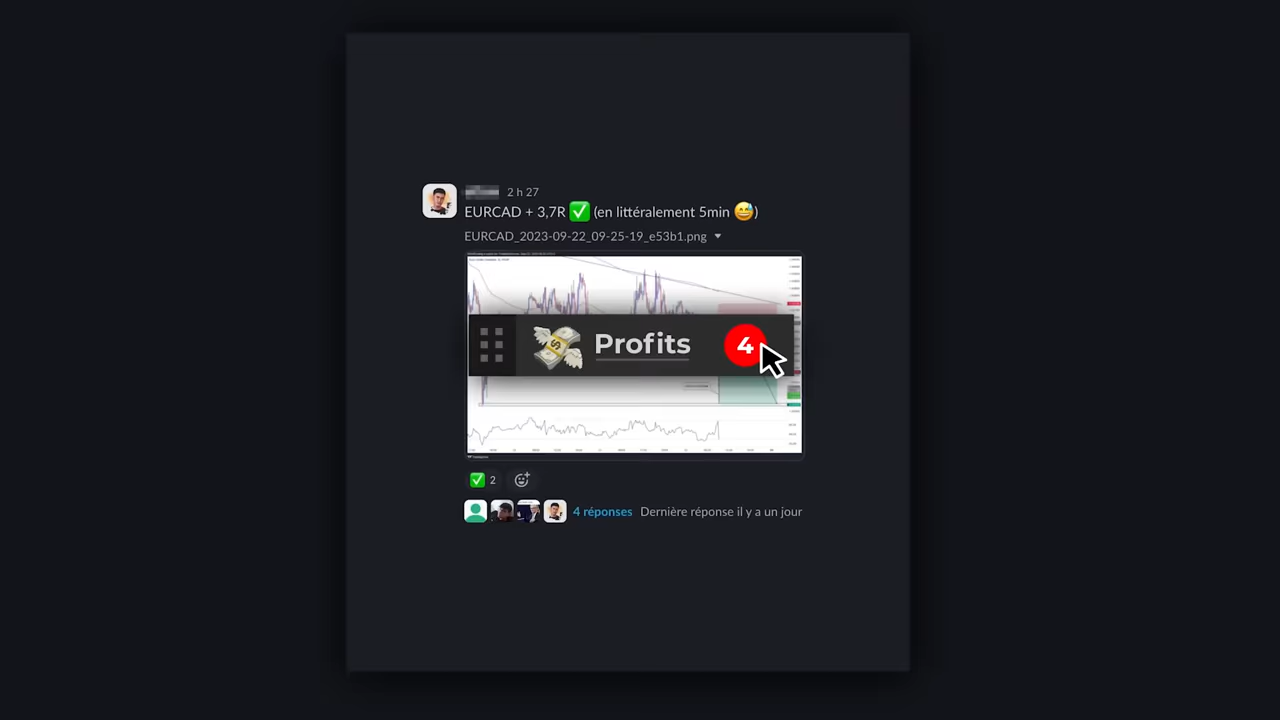 2 h 27
EURCAD + 3,7R ✅ (en littéralement 5min 😅)
EURCAD_2023-09-22_09-25-19_e53b1.png
Profits
4
✅ 2
4 réponses Dernière réponse il y a un jour